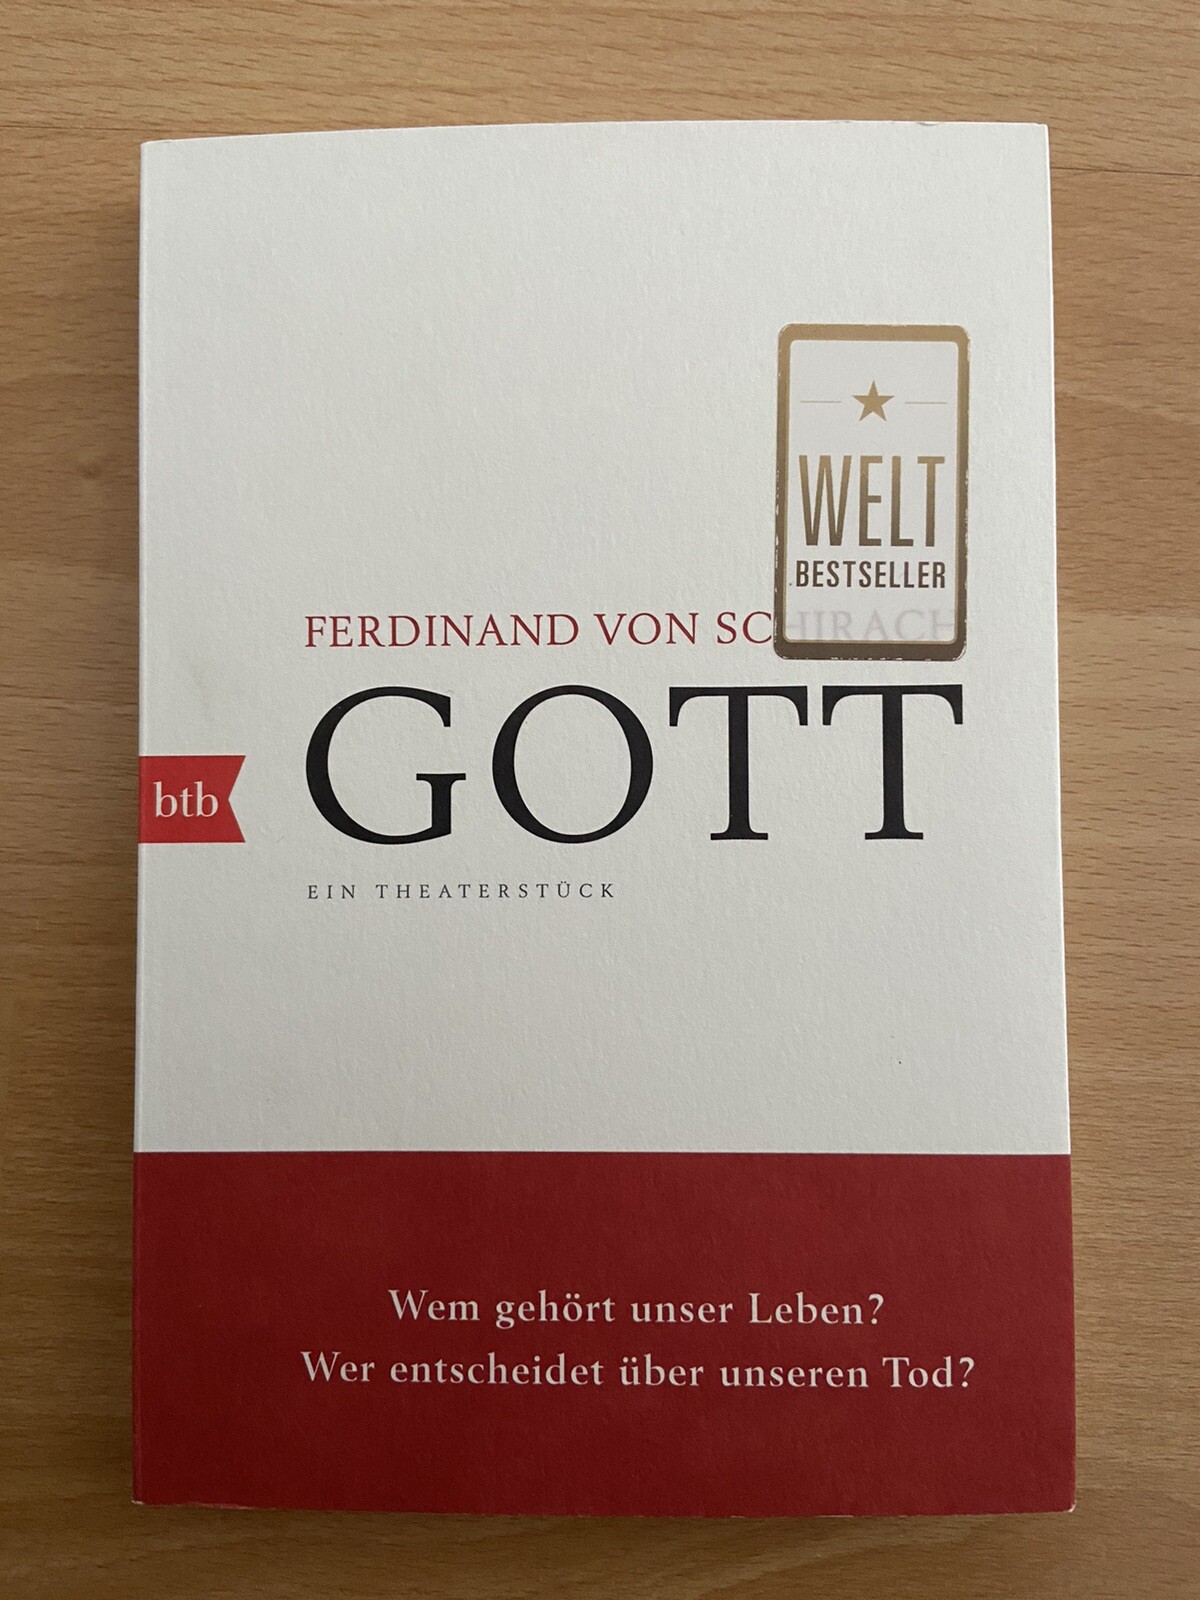 WELT
BESTSELLER
FERDINAND VON SCHIRACH
GOTT
btb
EIN THEATERSTÜCK
Wem gehört unser Leben?
Wer entscheidet über unseren Tod?